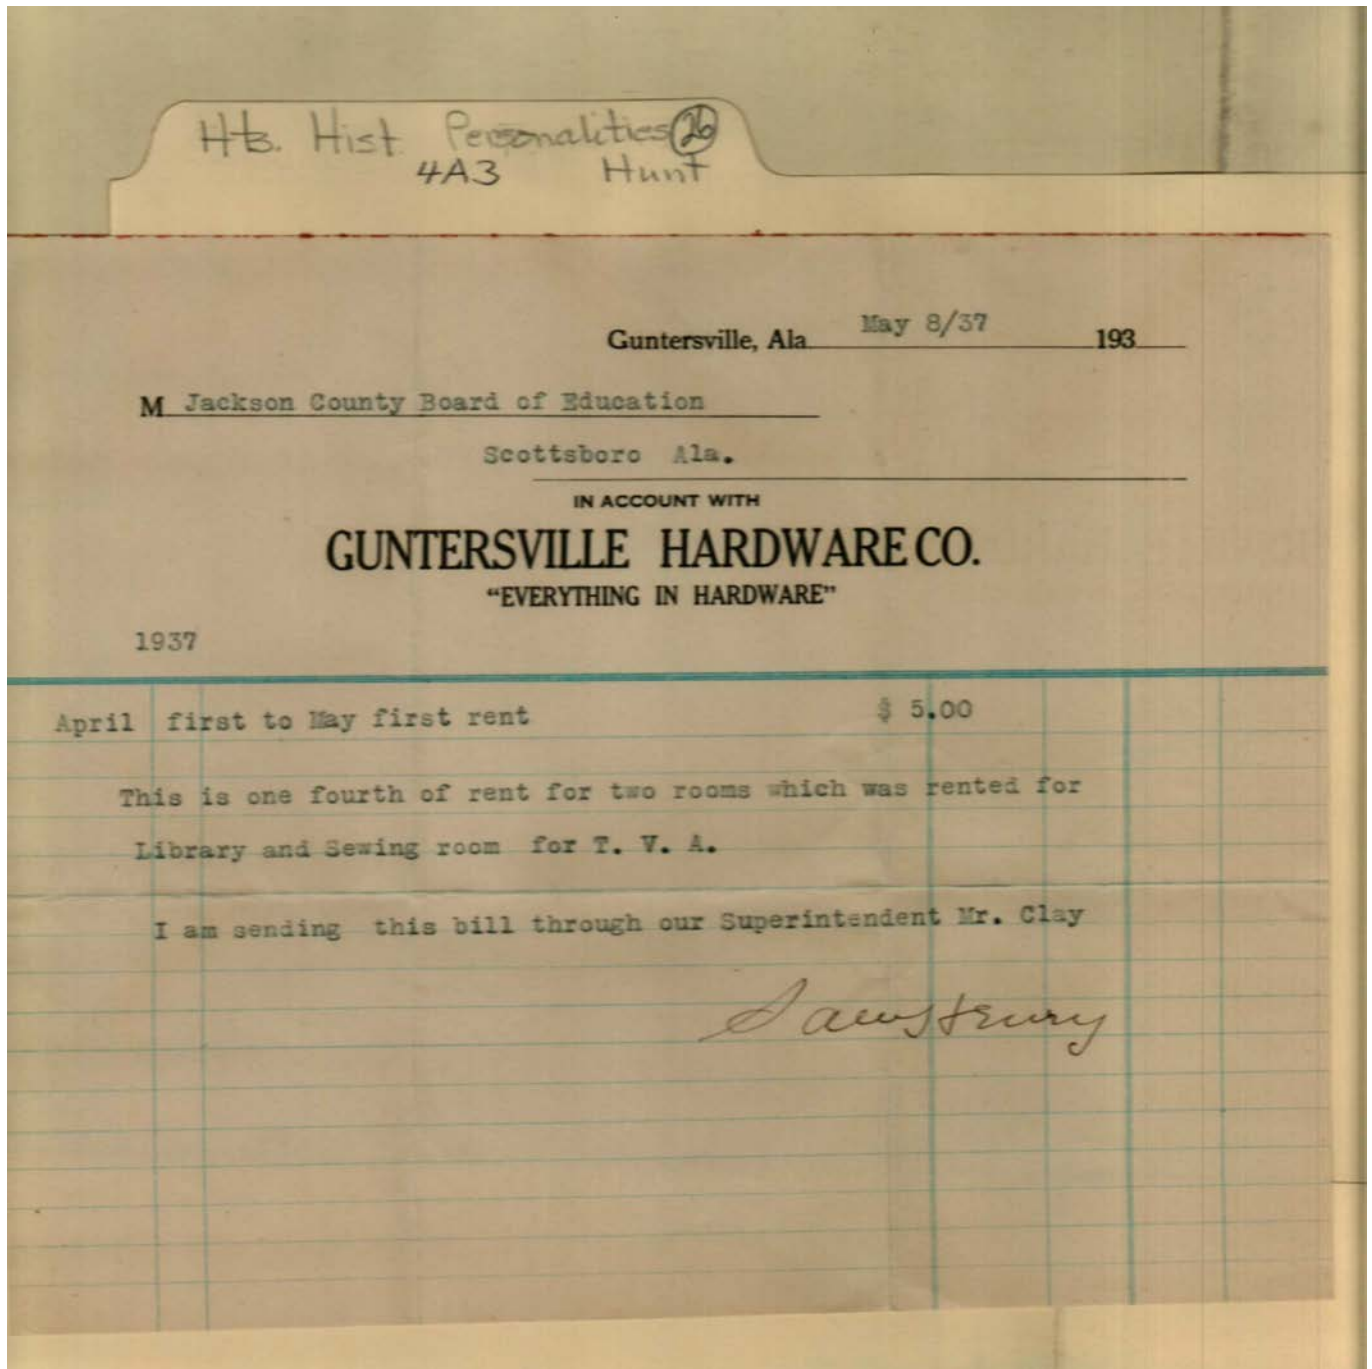 Hts. Hist Personalities 26
4A3 Hunt
Guntersville, Ala. May 8/37 193
M Jackson County Board of Education
Scottsboro Ala.
IN ACCOUNT WITH
GUNTERSVILLE HARDWARE CO.
“EVERYTHING IN HARDWARE”
1937
April first to May first rent $ 5.00
This is one fourth of rent for two rooms which was rented for
Library and Sewing room for T. V. A.
I am sending this bill through our Superintendent Mr. Clay
Sam Henry